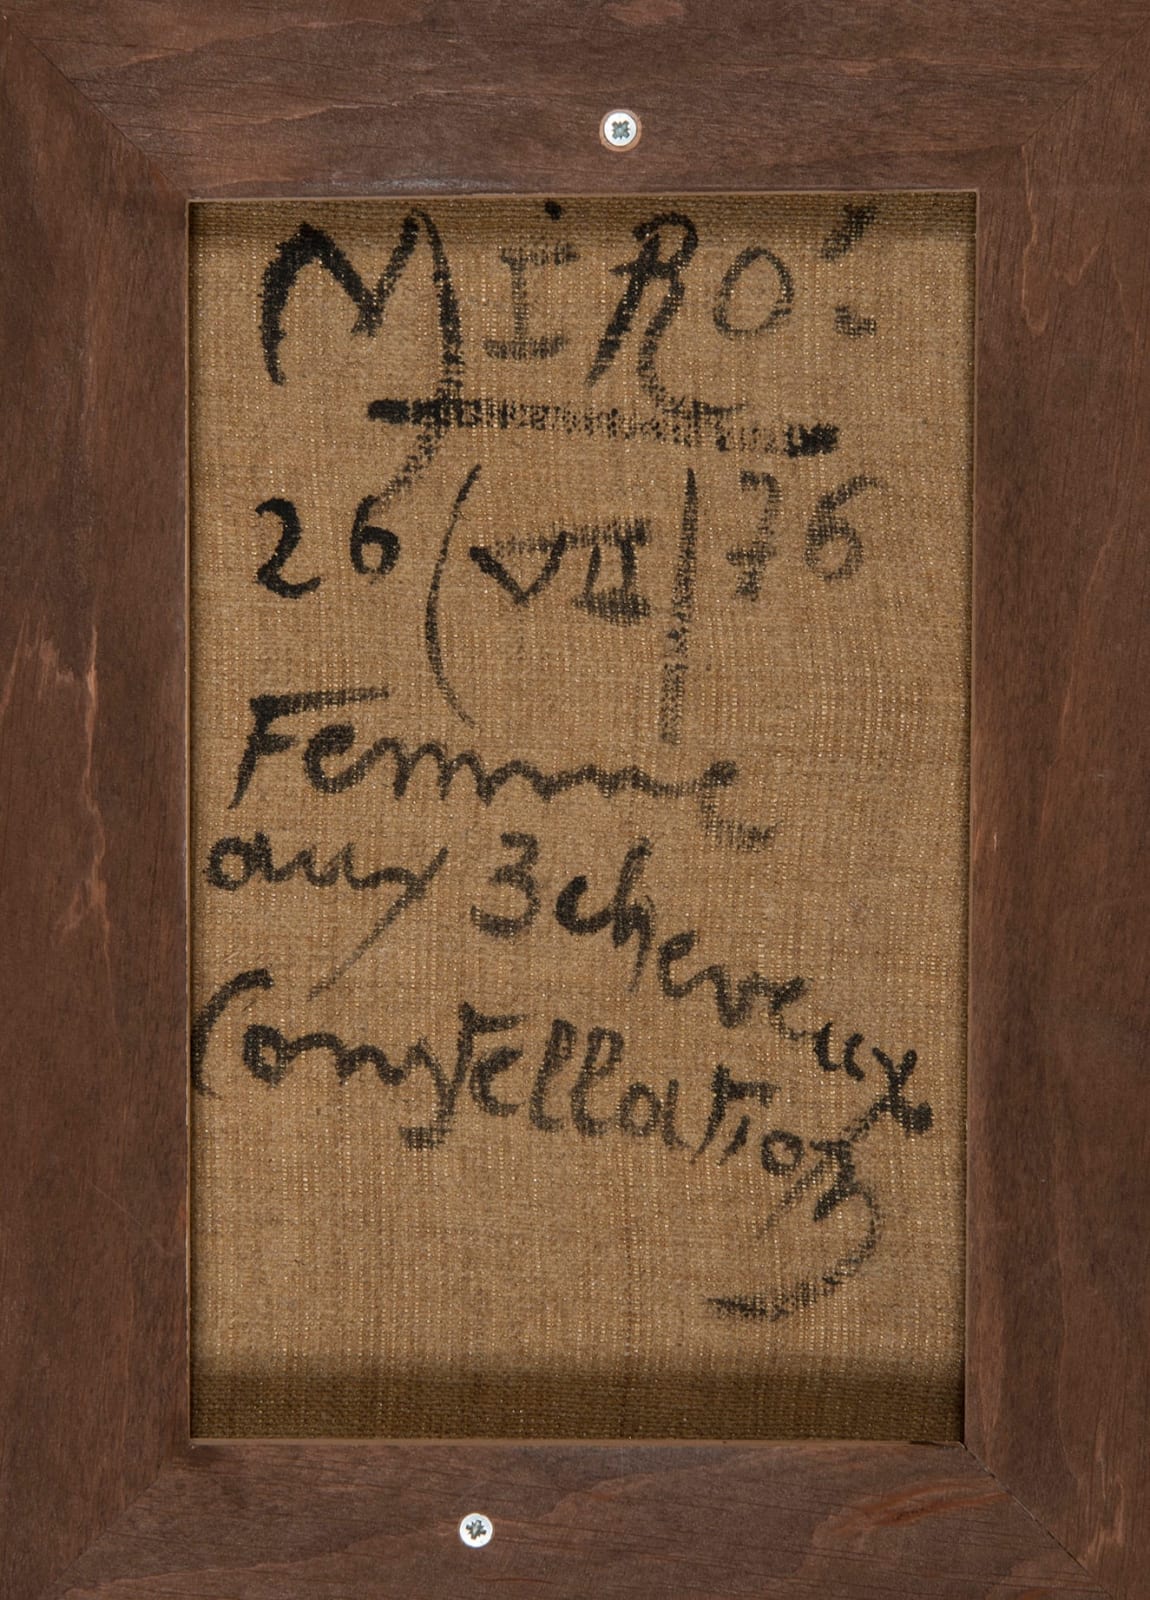 MIRÓ.
26(VII)76
Femme
aux 3 cheveux
Constellation